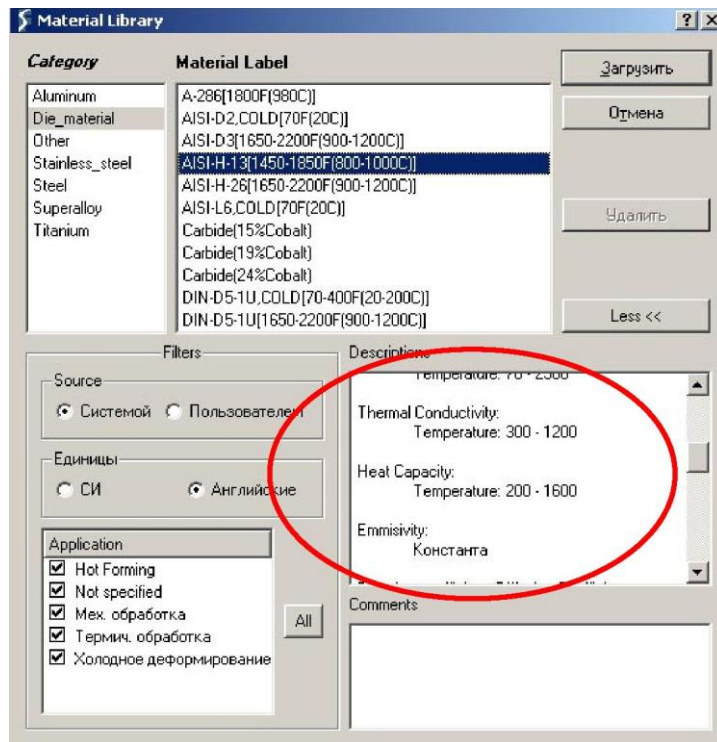 Material Library
Category
Material Label
Загрузить
Отмена
Удалить
Less <<
Aluminum
Die_material
Other
Stainless_steel
Steel
Superalloy
Titanium
A-286[1800F(980C)]
AISI-D2,COLD[70F(20C)]
AISI-D3[1650-2200F(900-1200C)]
AISI-H-13[1450-1850F(800-1000C)]
AISI-H-26[1650-2200F(900-1200C)]
AISI-L6,COLD[70F(20C)]
Carbide(15%Cobalt)
Carbide(19%Cobalt)
Carbide(24%Cobalt)
DIN-D5-1U,COLD[70-400F(20-200C)]
DIN-D5-1U[1650-2200F(900-1200C)]
Filters
Source
Системой Пользователем
Единицы
СИ Английские
Application
Hot Forming
Not specified
Мех. обработка
Термич. обработка
Холодное деформирование
All
Descriptions
Temperature: 70 - 2500
Thermal Conductivity:
Temperature: 300 - 1200
Heat Capacity:
Temperature: 200 - 1600
Emmisivity:
Константа
Comments